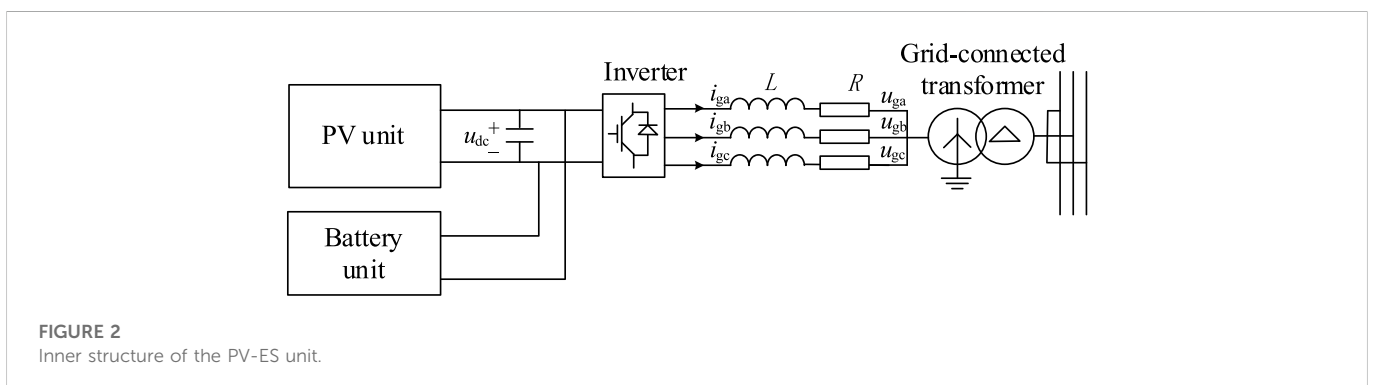 Grid-connected
transformer
Inverter
PV unit
u_dc
+
−
i_ga
i_gb
i_gc
L
R
u_ga
u_gb
u_gc
Battery
unit
FIGURE 2
Inner structure of the PV-ES unit.